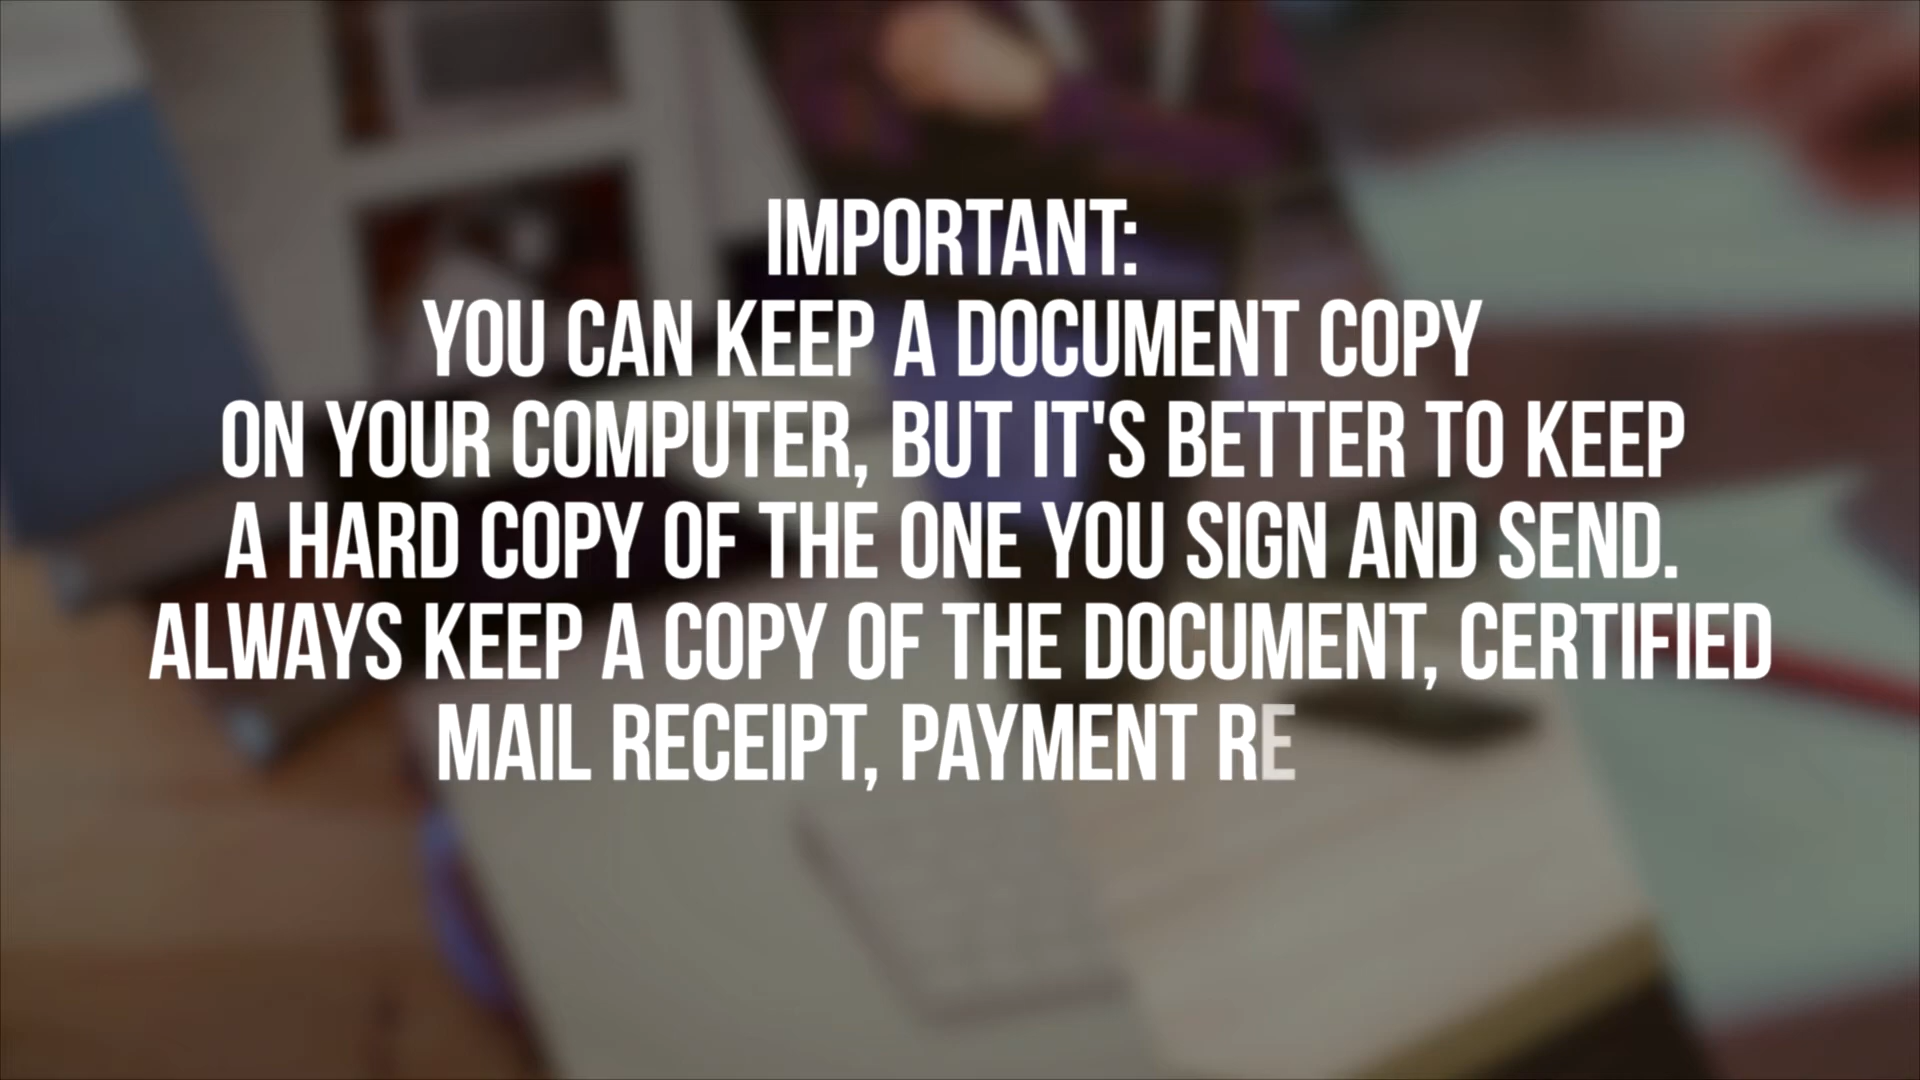 IMPORTANT:
YOU CAN KEEP A DOCUMENT COPY
ON YOUR COMPUTER, BUT IT'S BETTER TO KEEP
A HARD COPY OF THE ONE YOU SIGN AND SEND.
ALWAYS KEEP A COPY OF THE DOCUMENT, CERTIFIED
MAIL RECEIPT, PAYMENT RE